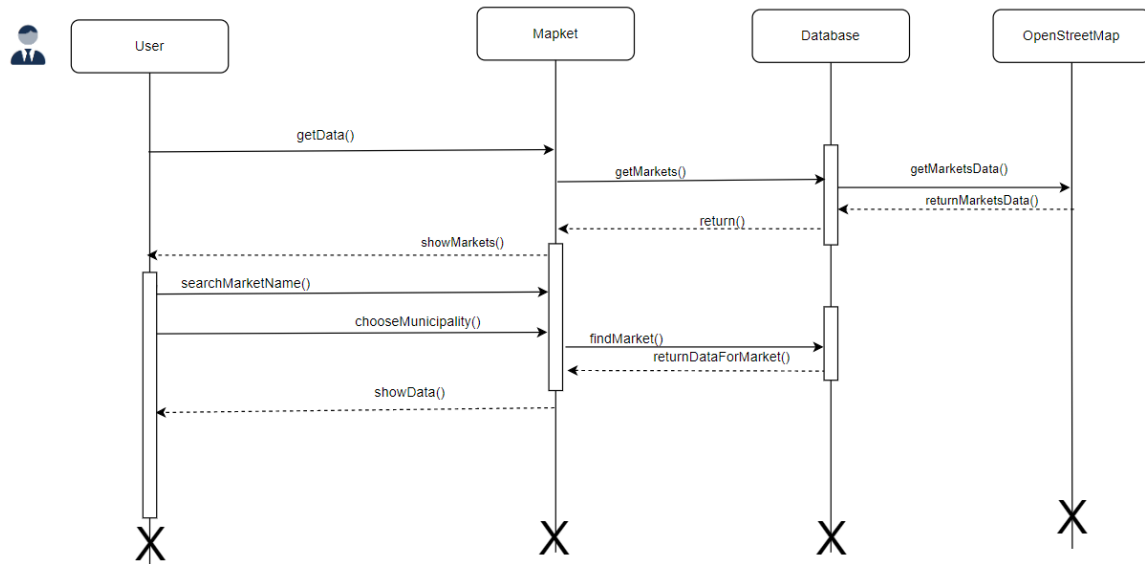 User
Mapket
Database
OpenStreetMap
getData()
getMarkets()
getMarketsData()
returnMarketsData()
return()
showMarkets()
searchMarketName()
chooseMunicipality()
findMarket()
returnDataForMarket()
showData()
X
X
X
X